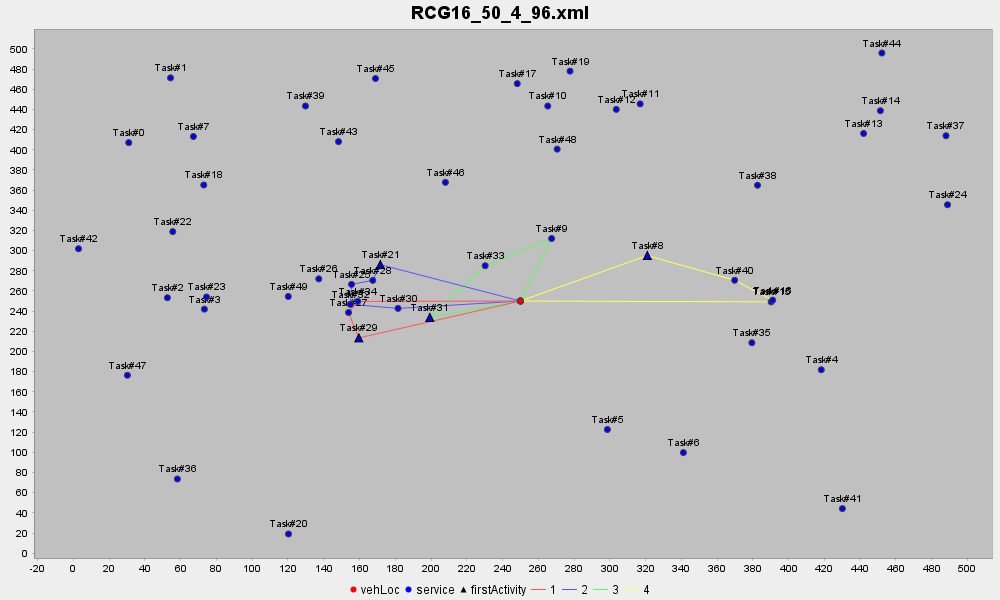 RCG16_50_4_96.xml
500
480
460
440
420
400
380
360
340
320
300
280
260
240
220
200
180
160
140
120
100
80
60
40
20
0
Task#44
Task#19
Task#1
Task#45
Task#17
Task#39
Task#10
Task#12
Task#11
Task#14
Task#0
Task#7
Task#43
Task#48
Task#13
Task#37
Task#18
Task#46
Task#38
Task#24
Task#22
Task#9
Task#42
Task#21
Task#33
Task#8
Task#26
Task#25
Task#28
Task#40
Task#2
Task#23
Task#49
Task#34
Task#3
Task#27
Task#30
Task#31
Task#15
Task#29
Task#35
Task#47
Task#4
Task#5
Task#6
Task#36
Task#41
Task#20
-20 0 20 40 60 80 100 120 140 160 180 200 220 240 260 280 300 320 340 360 380 400 420 440 460 480 500
vehLoc service firstActivity 1 2 3 4